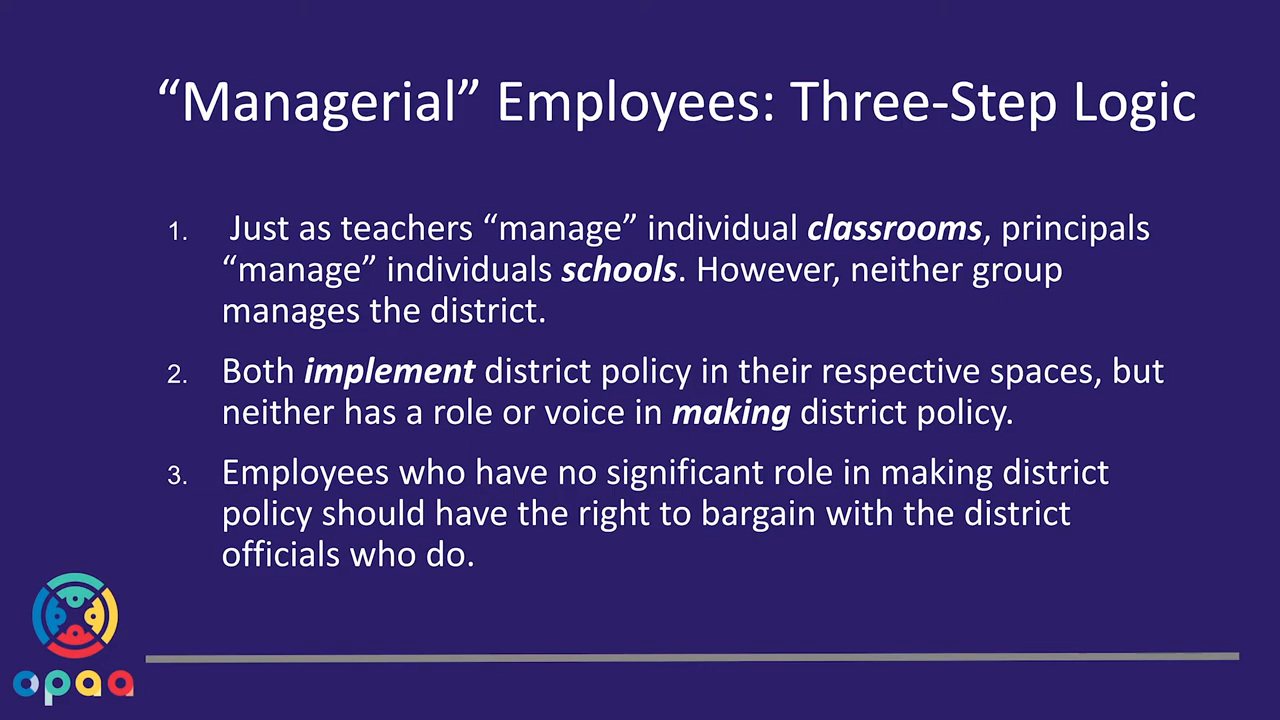 “Managerial” Employees: Three-Step Logic
1. Just as teachers “manage” individual classrooms, principals
“manage” individuals schools. However, neither group
manages the district.
2. Both implement district policy in their respective spaces, but
neither has a role or voice in making district policy.
3. Employees who have no significant role in making district
policy should have the right to bargain with the district
officials who do.
opaa